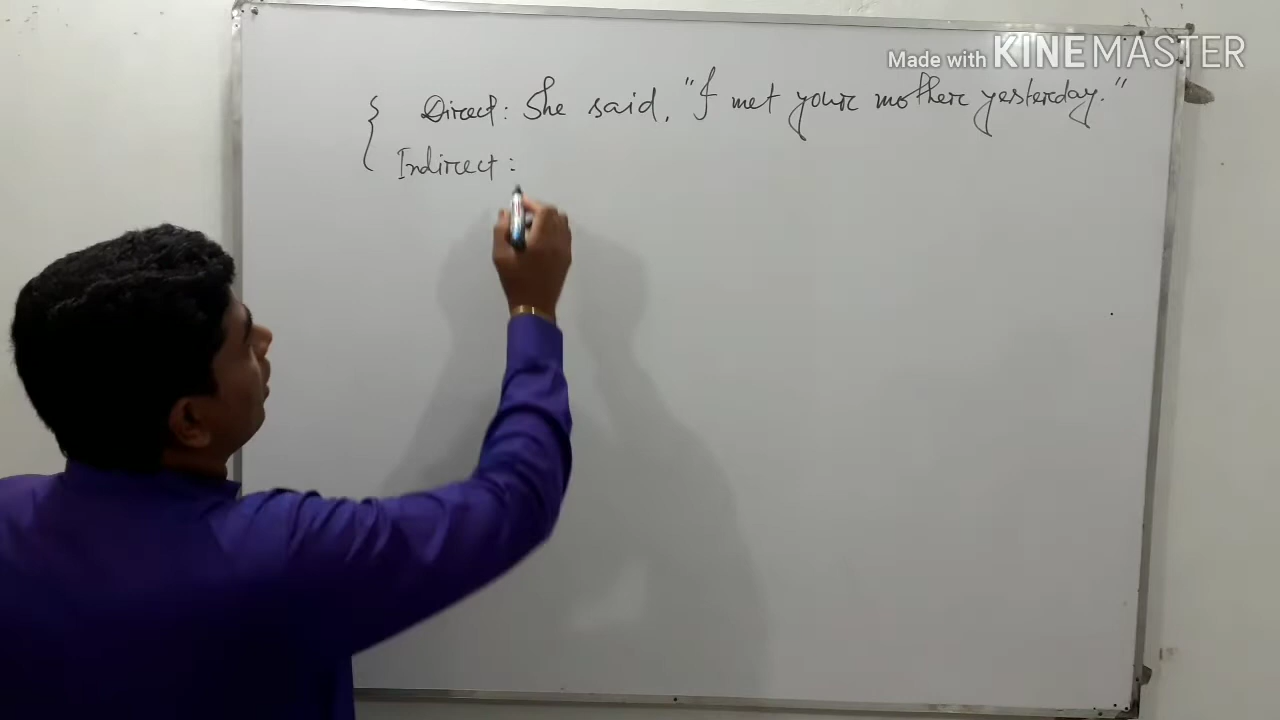 Made with KINEMASTER
Direct: She said, "I met your mother yesterday."
Indirect: